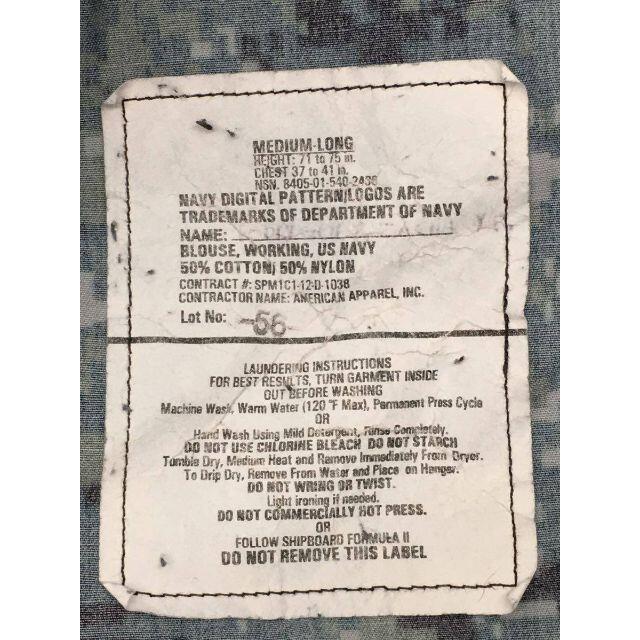 MEDIUM-LONG
HEIGHT: 71 to 75 in.
CHEST 37 to 41 in.
NSN. 8405-01-540-2436
NAVY DIGITAL PATTERN/LOGOS ARE
TRADEMARKS OF DEPARTMENT OF NAVY
NAME:
BLOUSE, WORKING, US NAVY
50% COTTON/ 50% NYLON
CONTRACT #: SPM1C1-12-D-1038
CONTRACTOR NAME: AMERICAN APPAREL, INC.
Lot No: 56
LAUNDERING INSTRUCTIONS
FOR BEST RESULTS, TURN GARMENT INSIDE
OUT BEFORE WASHING
Machine Wash, Warm Water (120 °F Max), Permanent Press Cycle
OR
Hand Wash Using Mild Detergent, Rinse Completely.
DO NOT USE CHLORINE BLEACH DO NOT STARCH
Tumble Dry, Medium Heat and Remove Immediately From Dryer.
To Drip Dry, Remove From Water and Place on Hanger.
DO NOT WRING OR TWIST.
Light ironing if needed.
DO NOT COMMERCIALLY HOT PRESS.
OR
FOLLOW SHIPBOARD FORMULA II
DO NOT REMOVE THIS LABEL